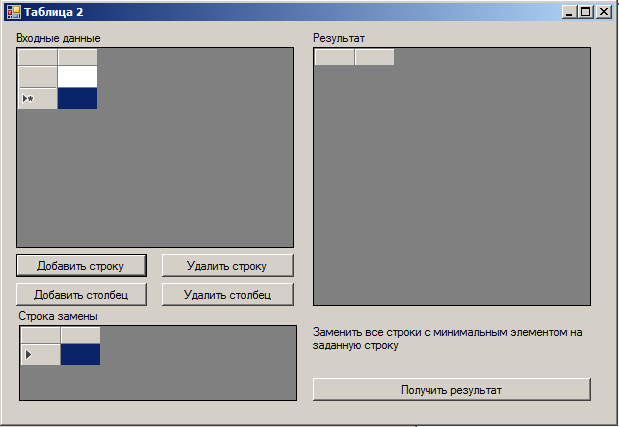 Таблица 2
Входные данные
Результат
Добавить строку
Удалить строку
Добавить столбец
Удалить столбец
Строка замены
Заменить все строки с минимальным элементом на
заданную строку
Получить результат